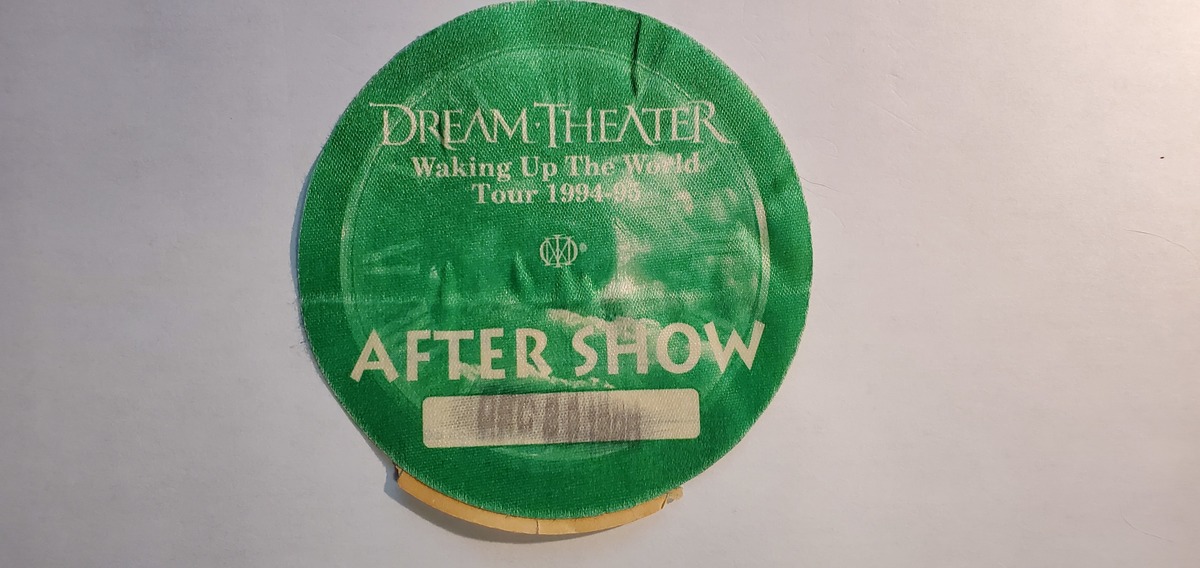 DREAM·THEATER
Waking Up The World
Tour 1994-95
®
AFTER SHOW